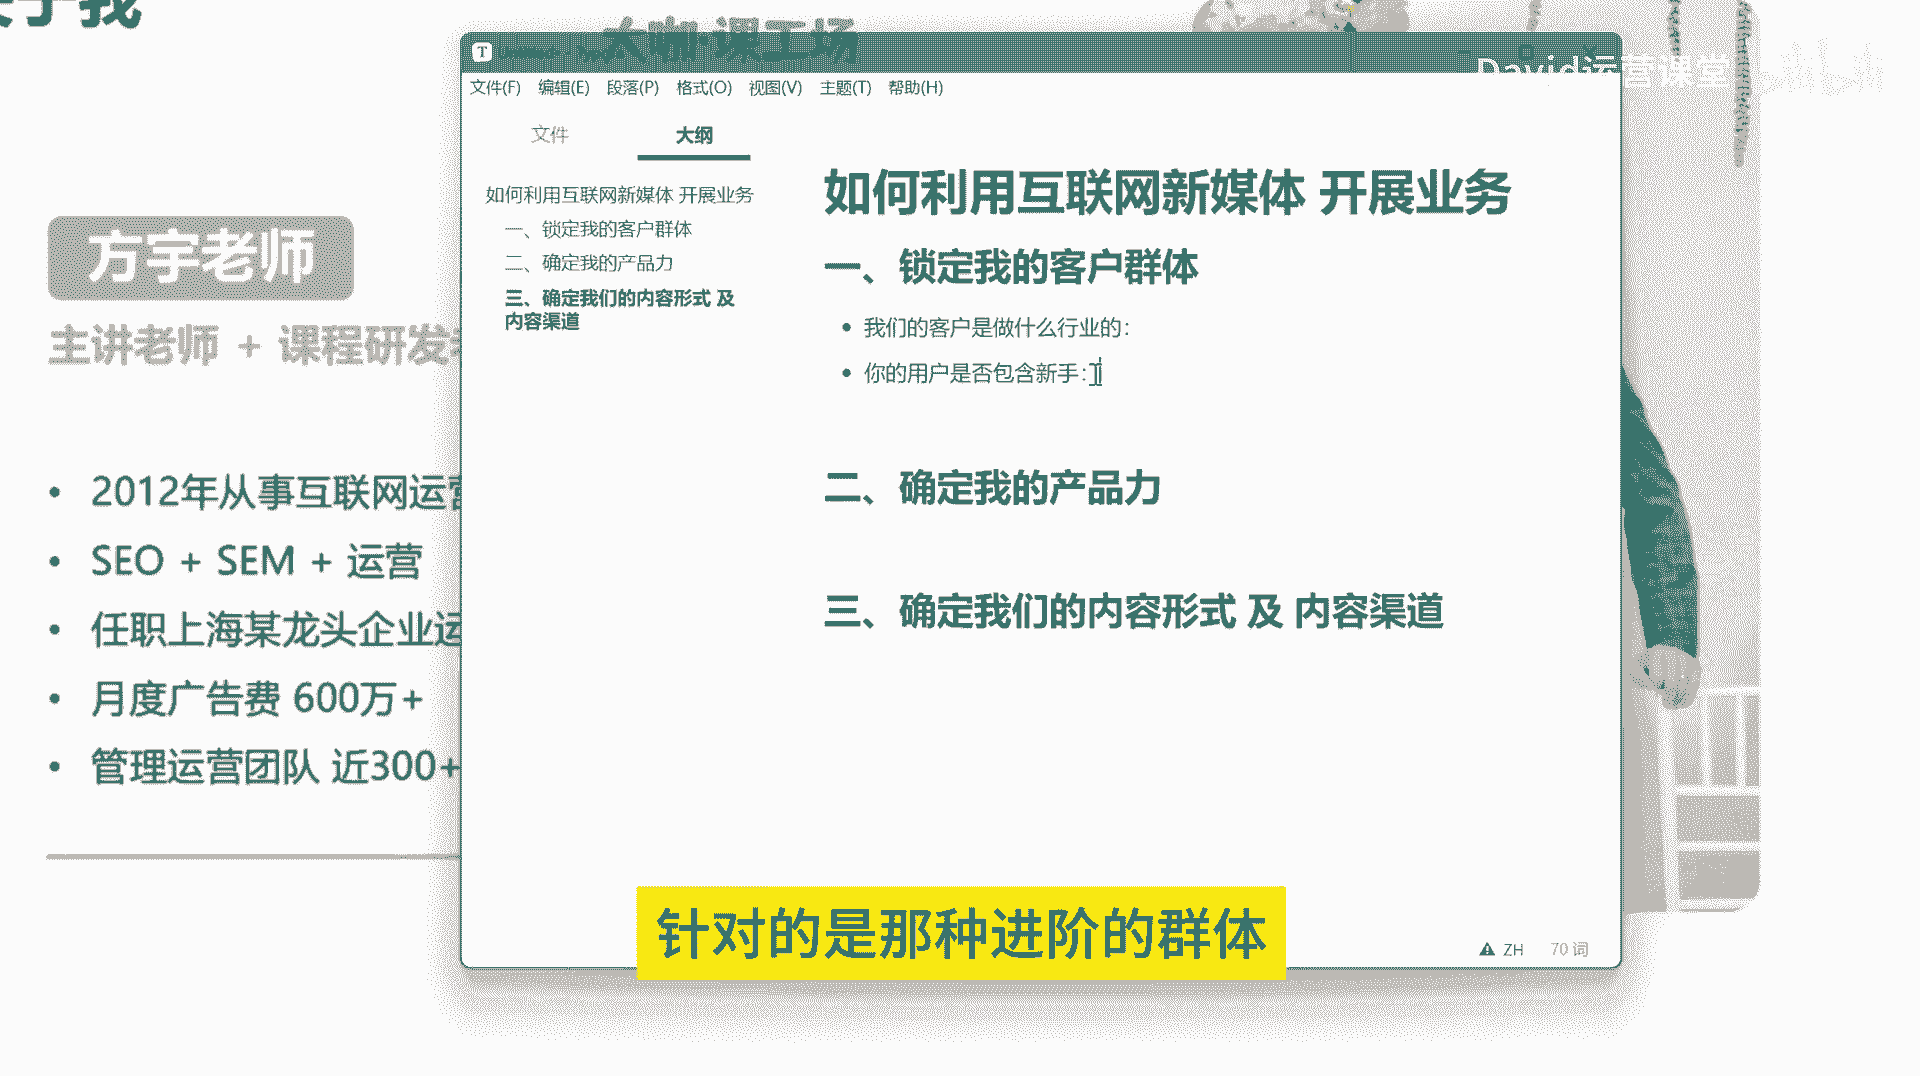 大咖·课工场
David运营课堂
bilibili
文件(F) 编辑(E) 段落(P) 格式(O) 视图(V) 主题(T) 帮助(H)
文件 大纲
如何利用互联网新媒体 开展业务
一、锁定我的客户群体
二、确定我的产品力
三、确定我们的内容形式 及
内容渠道
如何利用互联网新媒体 开展业务
一、锁定我的客户群体
• 我们的客户是做什么行业的：
• 你的用户是否包含新手：
二、确定我的产品力
三、确定我们的内容形式 及 内容渠道
ZH 70 词
方宇老师
主讲老师 + 课程研发
• 2012年从事互联网运营
• SEO + SEM + 运营
• 任职上海某龙头企业运
• 月度广告费 600万+
• 管理运营团队 近300+
针对的是那种进阶的群体